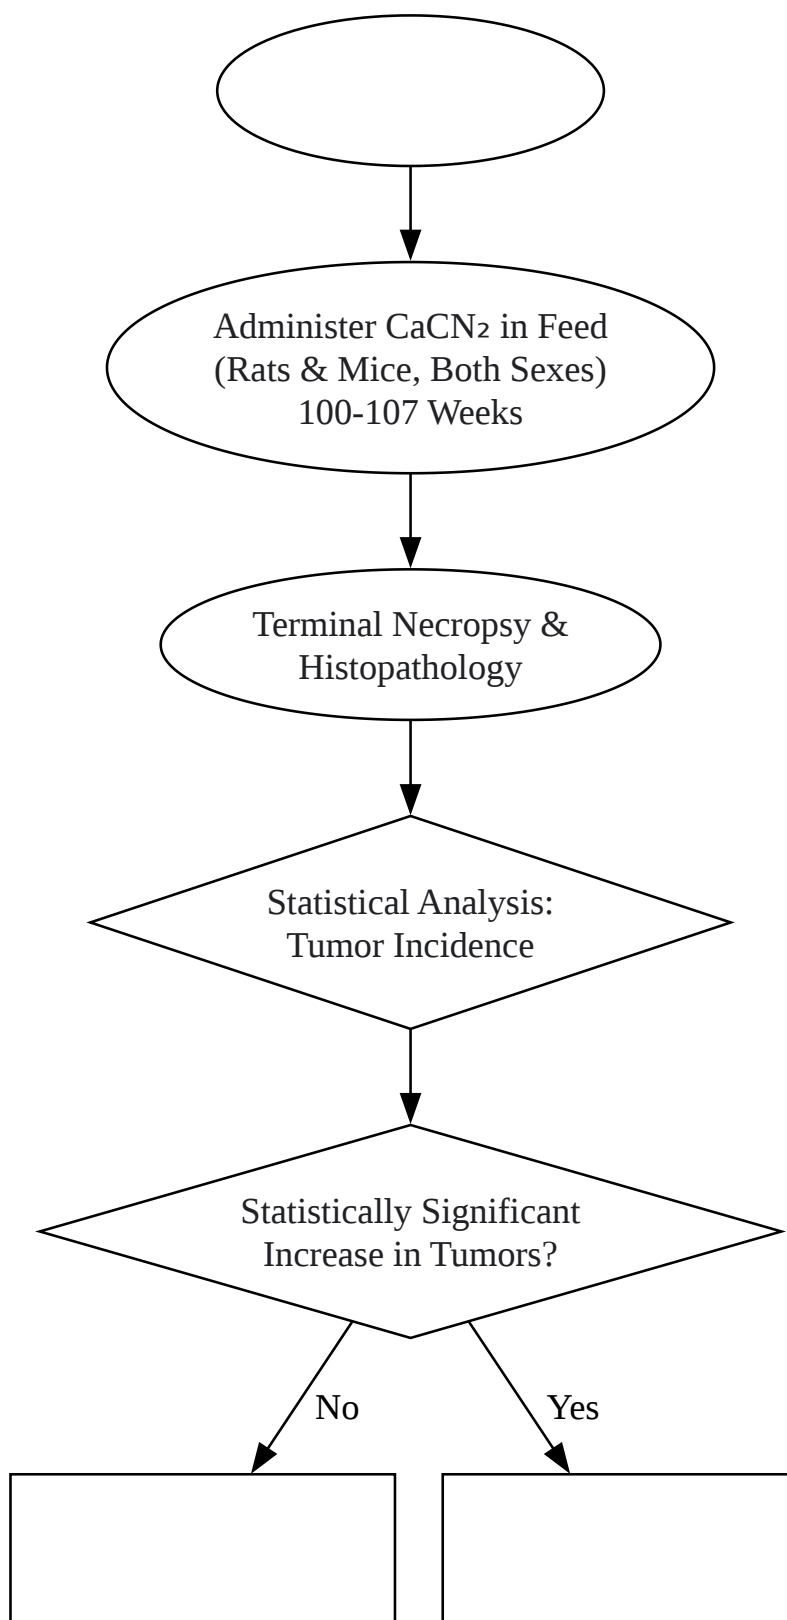 Administer CaCN₂ in Feed
(Rats & Mice, Both Sexes)
100-107 Weeks
Terminal Necropsy &
Histopathology
Statistical Analysis:
Tumor Incidence
Statistically Significant
Increase in Tumors?
No
Yes